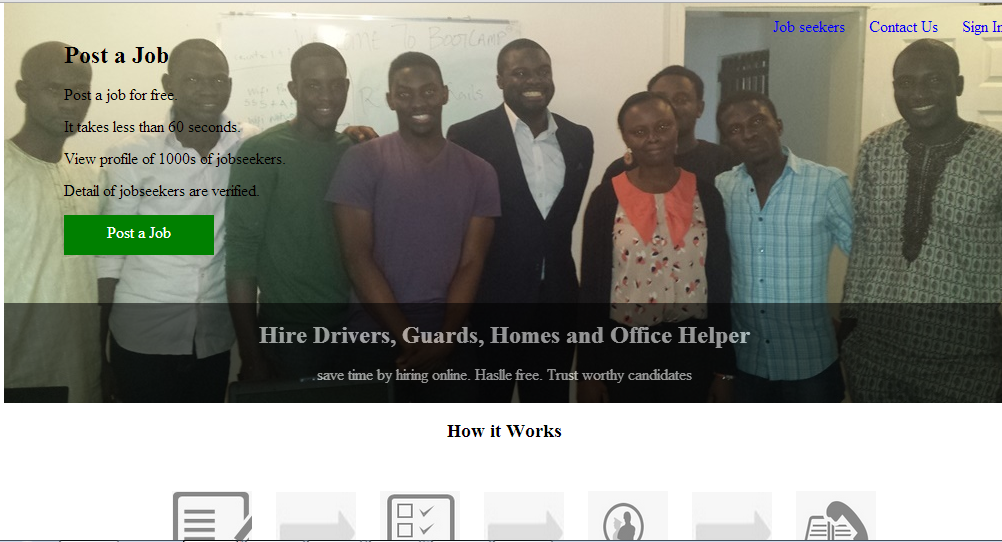 Job seekers Contact Us Sign In
Post a Job
Post a job for free.
It takes less than 60 seconds.
View profile of 1000s of jobseekers.
Detail of jobseekers are verified.
Post a Job
TO BOOTCAMP
Hire Drivers, Guards, Homes and Office Helper
.save time by hiring online. Haslle free. Trust worthy candidates
How it Works